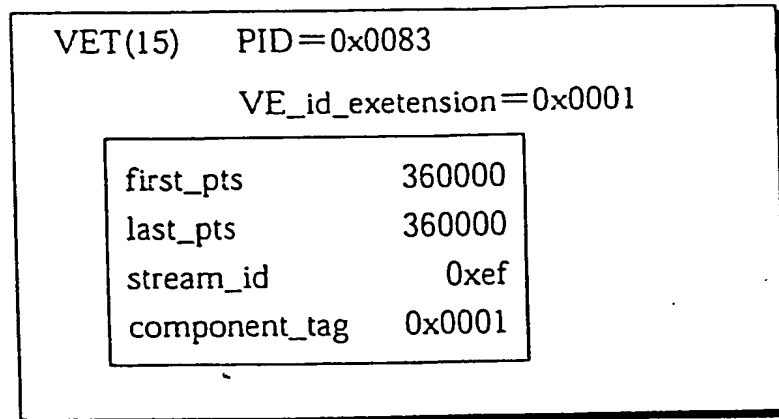 VET(15) PID=0x0083
VE_id_exetension=0x0001
first_pts 360000
last_pts 360000
stream_id 0xef
component_tag 0x0001